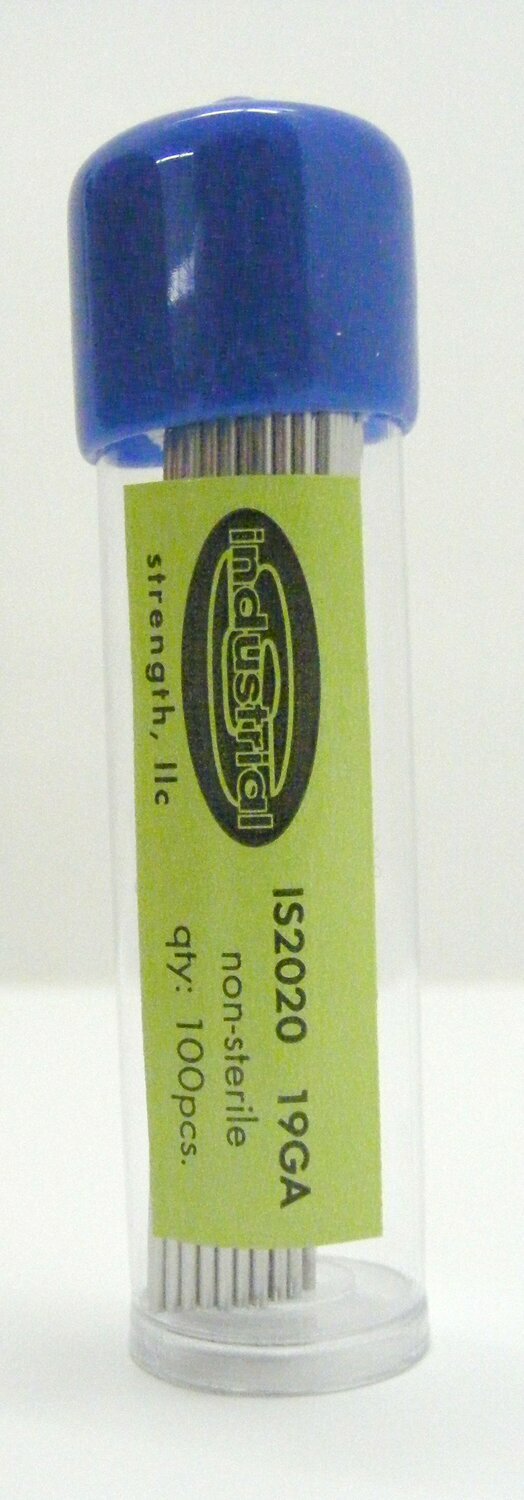 industrial
strength, llc
IS2020 19GA
non-sterile
qty: 100pcs.